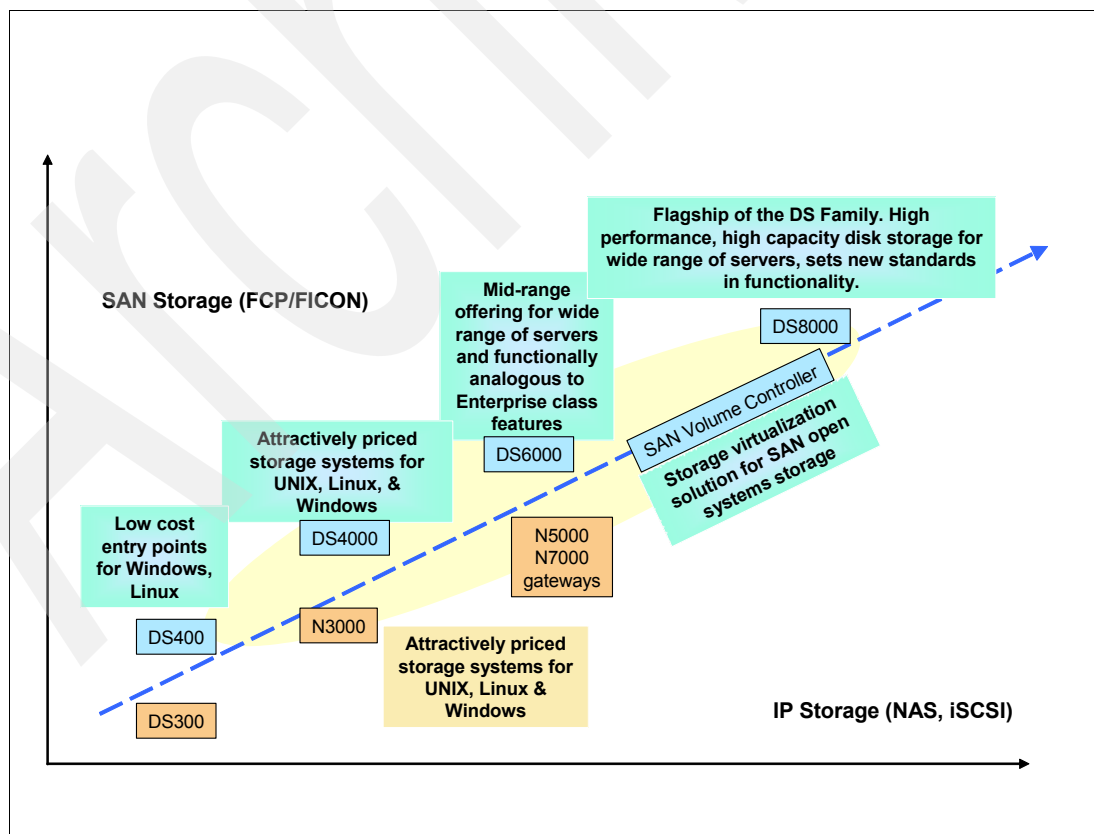 Flagship of the DS Family. High
performance, high capacity disk storage for
wide range of servers, sets new standards
in functionality.
DS8000
SAN Storage (FCP/FICON)
Mid-range
offering for wide
range of servers
and functionally
analogous to
Enterprise class
features
DS6000
SAN Volume Controller
Storage virtualization
solution for SAN open
systems storage
Attractively priced
storage systems for
UNIX, Linux, &
Windows
DS4000
Low cost
entry points
for Windows,
Linux
DS400
N5000
N7000
gateways
N3000
Attractively priced
storage systems for
UNIX, Linux &
Windows
DS300
IP Storage (NAS, iSCSI)